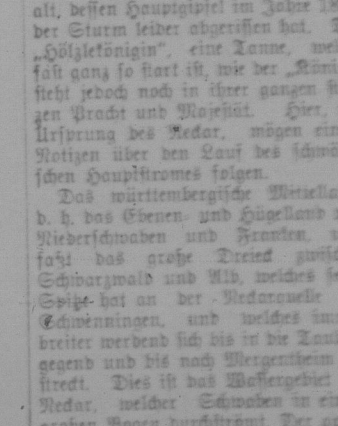 alt, dessen Hauptgipfel im Jahre 18
der Sturm leider abgerissen hat.
„Hölzlekönigin“, eine Tanne, wel
fast ganz so stark ist, wie der „Köni
steht jedoch noch in ihrer ganzen
zen Pracht und Majestät. Hier,
Ursprung des Neckar, mögen ein
Notizen über den Lauf des schwä
schen Hauptstromes folgen.
Das württembergische Mittella
d. h. das Ebenen- und Hügelland
Niederschwaben und Franken, u
faßt das große Dreieck zwisch
Schwarzwald und Alb, welches se
Spitze hat an der Neckarquelle
Schwenningen, und welches imm
breiter werdend sich bis in die Taub
gegend und bis nach Mergentheim
streckt. Dies ist das Wassergebiet
Neckar, welcher Schwaben in ei
großen Bogen durchströmt. Der